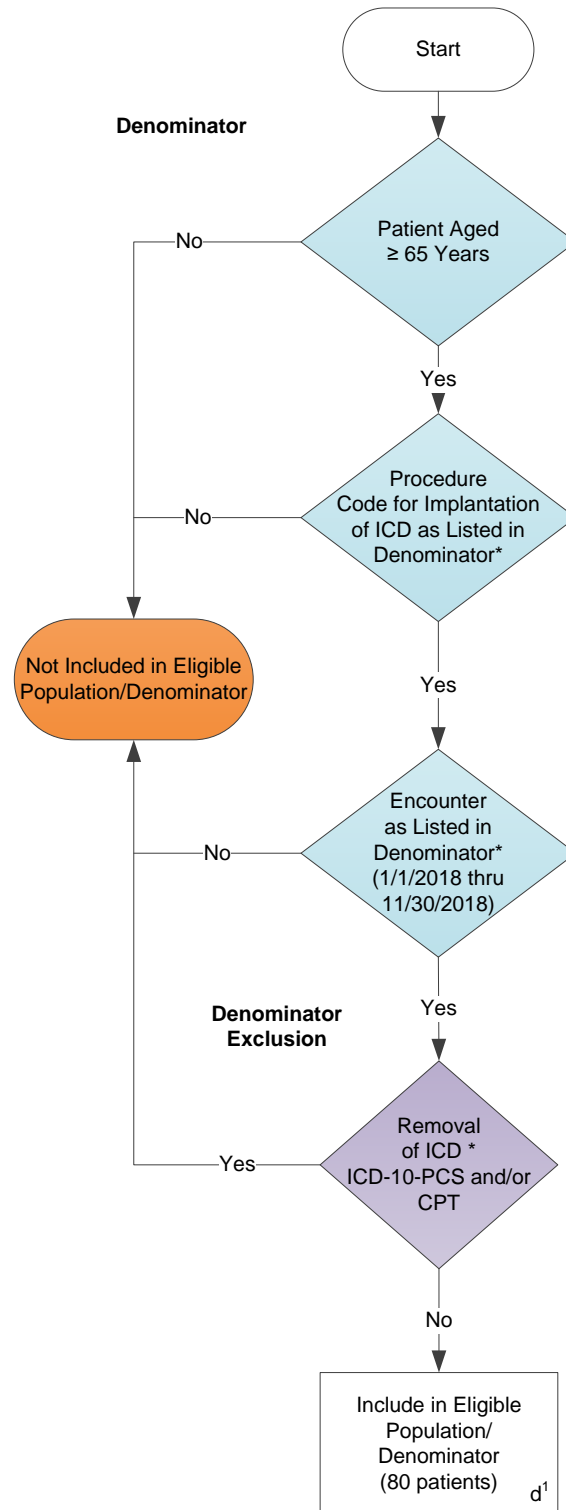 Start
Denominator
Patient Aged
≥ 65 Years
No
Yes
Procedure
Code for Implantation
of ICD as Listed in
Denominator*
No
Not Included in Eligible
Population/Denominator
Yes
Encounter
as Listed in
Denominator*
(1/1/2018 thru
11/30/2018)
No
Yes
Denominator
Exclusion
Removal
of ICD *
ICD-10-PCS and/or
CPT
Yes
No
Include in Eligible
Population/
Denominator
(80 patients)
d¹